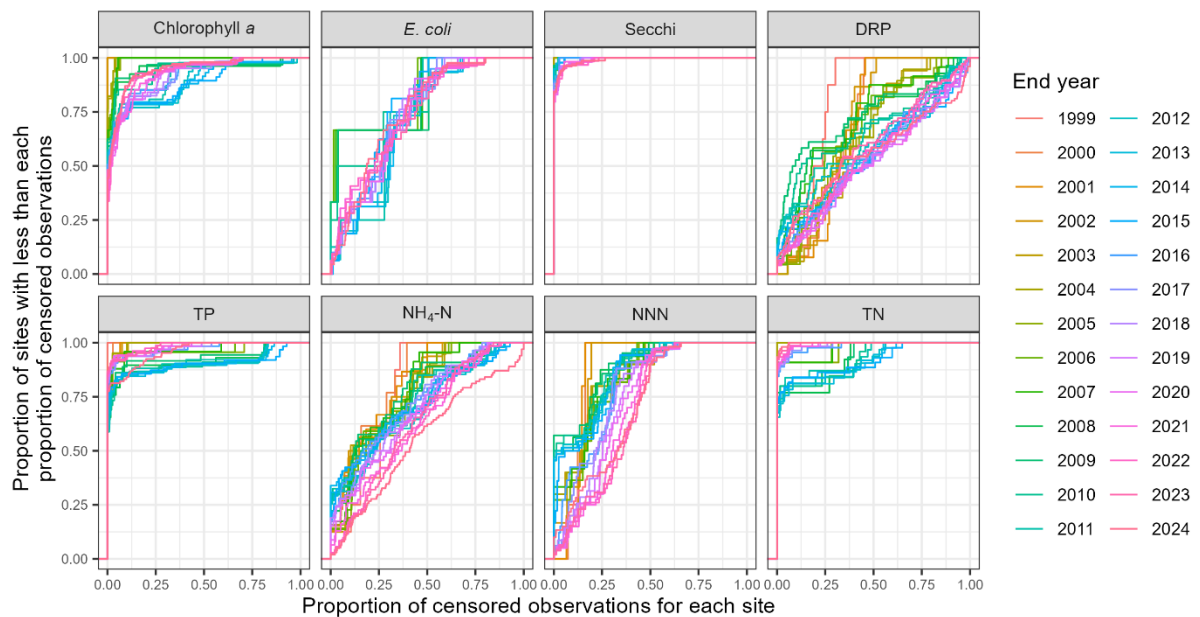 Chlorophyll a
E. coli
Secchi
DRP
1.00
0.75
0.50
0.25
0.00
TP
NH₄-N
NNN
TN
1.00
0.75
0.50
0.25
0.00
0.00 0.25 0.50 0.75 1.00
0.00 0.25 0.50 0.75 1.00
0.00 0.25 0.50 0.75 1.00
0.00 0.25 0.50 0.75 1.00
Proportion of sites with less than each
proportion of censored observations
Proportion of censored observations for each site
End year
1999
2000
2001
2002
2003
2004
2005
2006
2007
2008
2009
2010
2011
2012
2013
2014
2015
2016
2017
2018
2019
2020
2021
2022
2023
2024